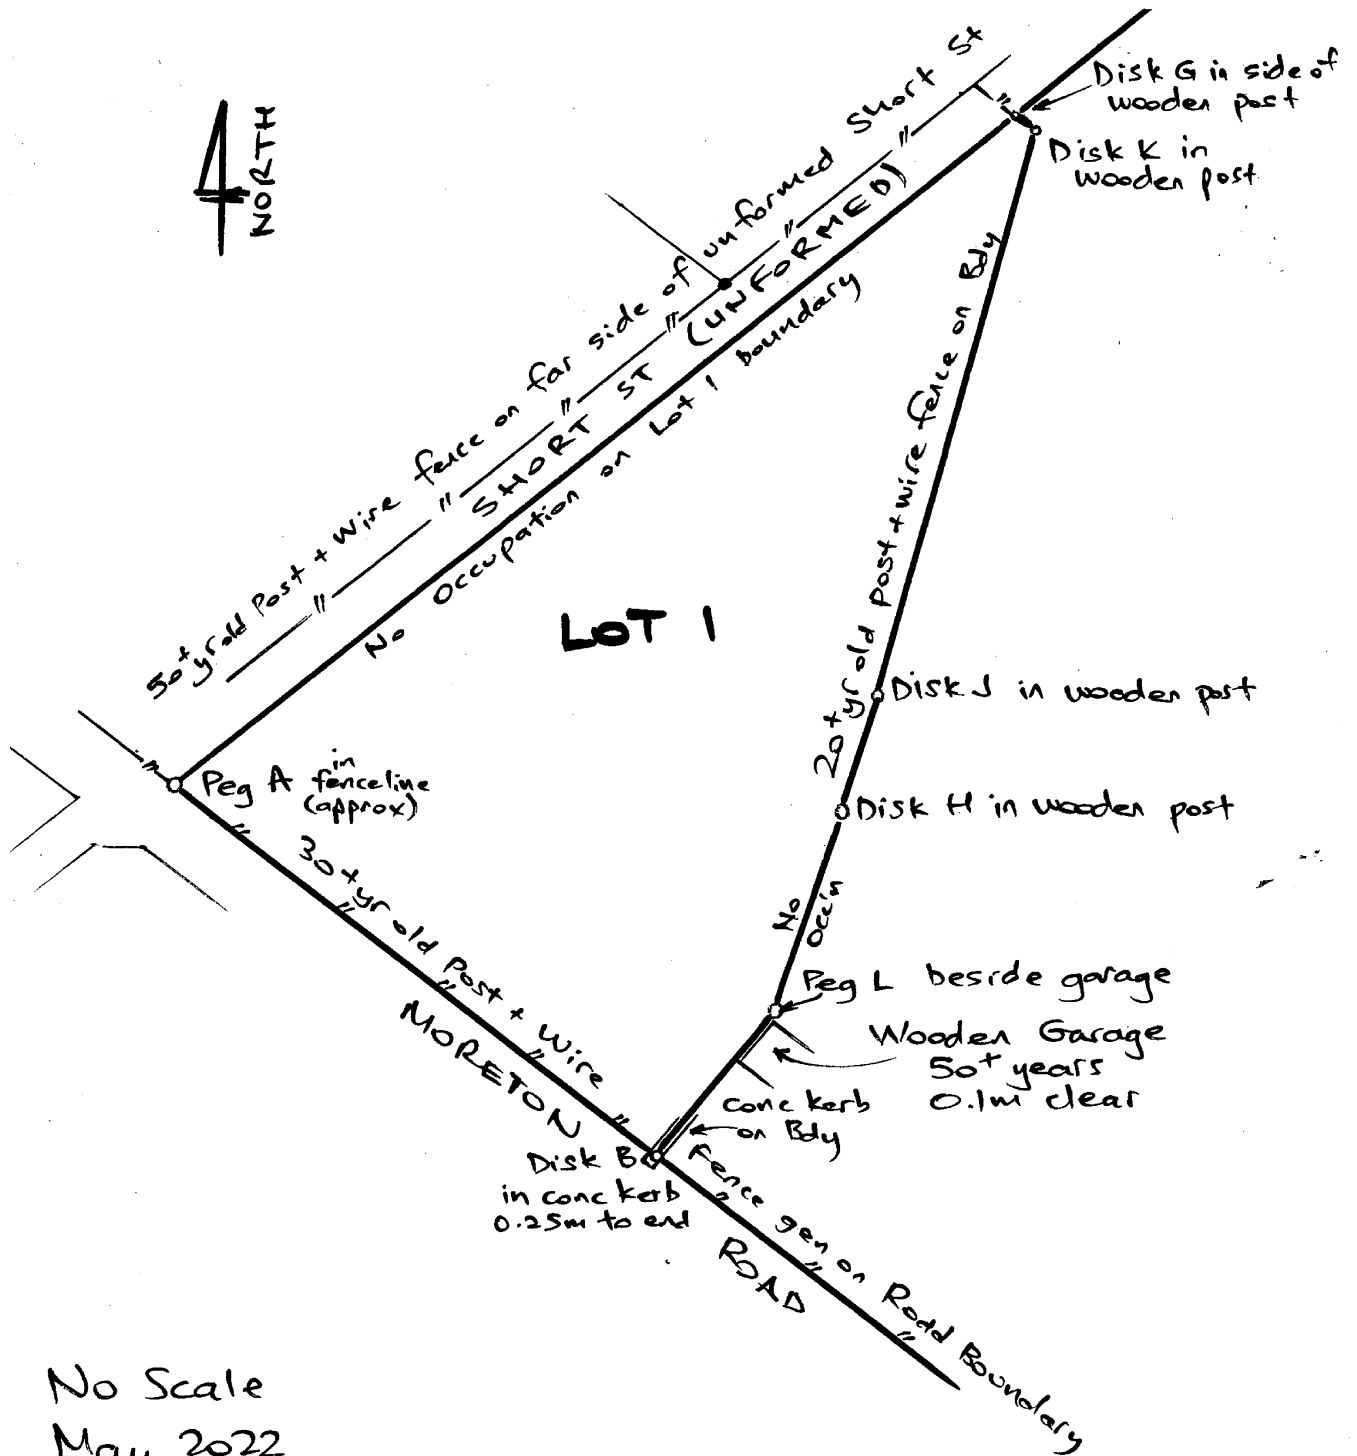 50+yr old Post + Wire fence on far side of unformed Short St
SHORT ST (UNFORMED)
No Occupation on Lot 1 boundary
NORTH
Disk G in side of
wooden post
Disk K in
wooden post
20+yr old post + wire fence on Bdy
LOT 1
Disk J in wooden post
Disk H in wooden post
No
Occ'n
Peg A in
fenceline
(approx)
30+yr old Post + Wire
MORETON ROAD
Peg L beside garage
Wooden Garage
50+ years
0.1m clear
conc kerb
on Bdy
Disk B
in conc kerb
0.25m to end
Fence gen on Road Boundary
No Scale
May 2022